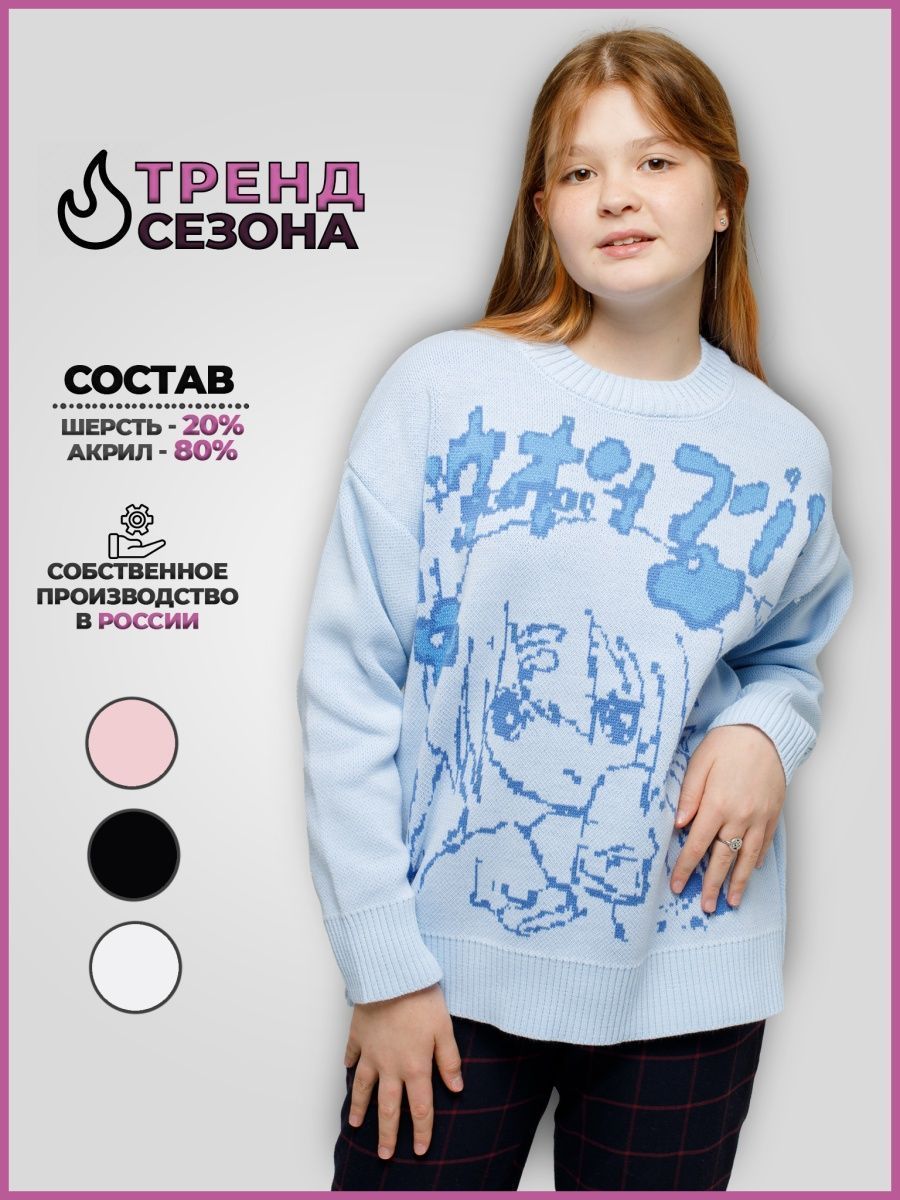 ТРЕНД
СЕЗОНА
СОСТАВ
ШЕРСТЬ - 20%
АКРИЛ - 80%
СОБСТВЕННОЕ
ПРОИЗВОДСТВО
В РОССИИ